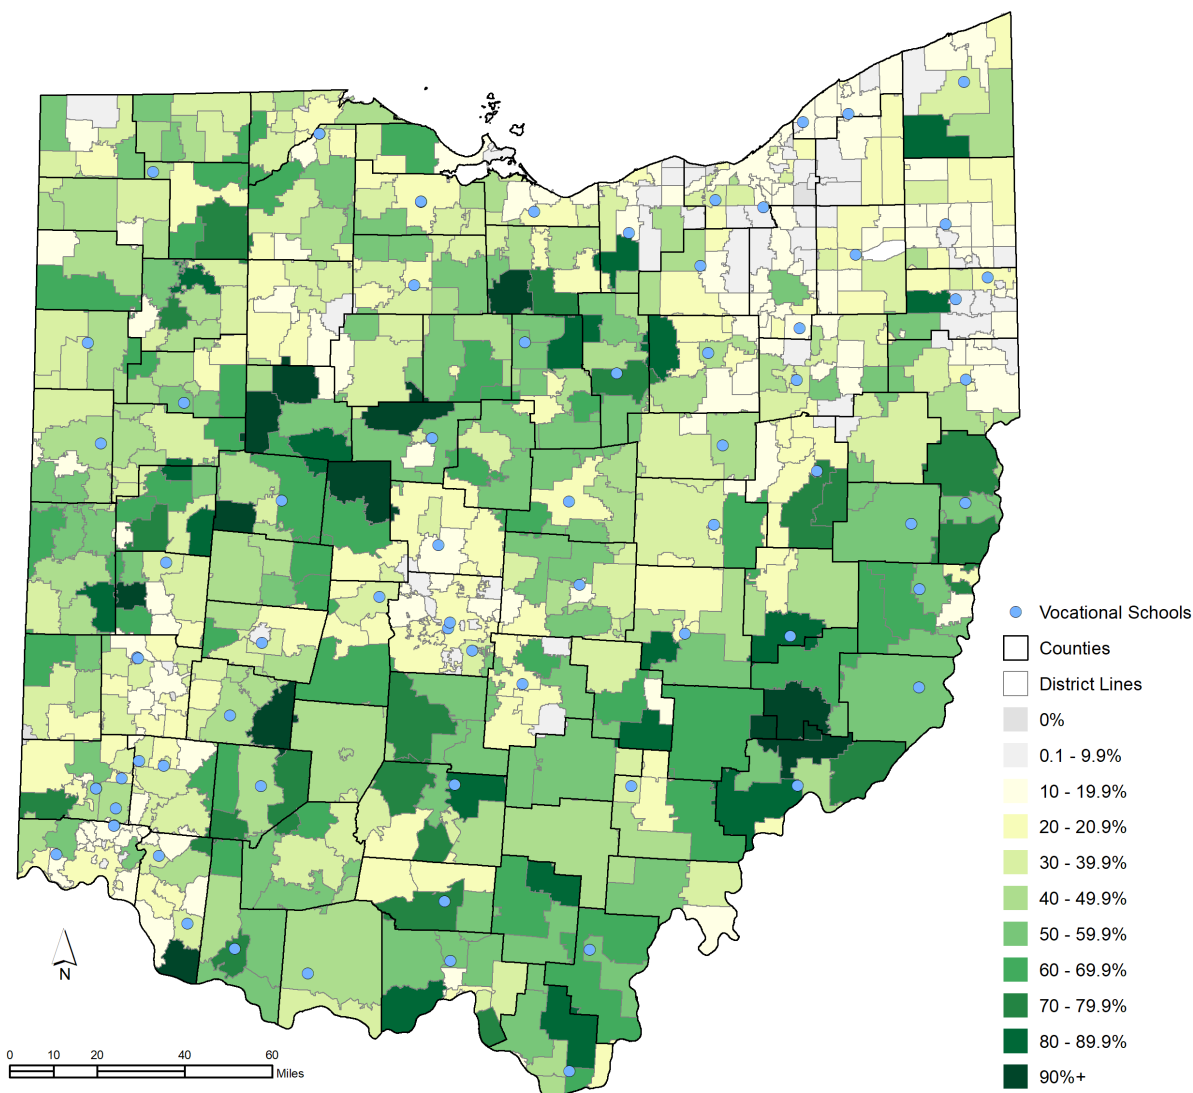 Vocational Schools
Counties
District Lines
0%
0.1 - 9.9%
10 - 19.9%
20 - 20.9%
30 - 39.9%
40 - 49.9%
50 - 59.9%
60 - 69.9%
70 - 79.9%
80 - 89.9%
90%+
N
0 10 20 40 60
Miles